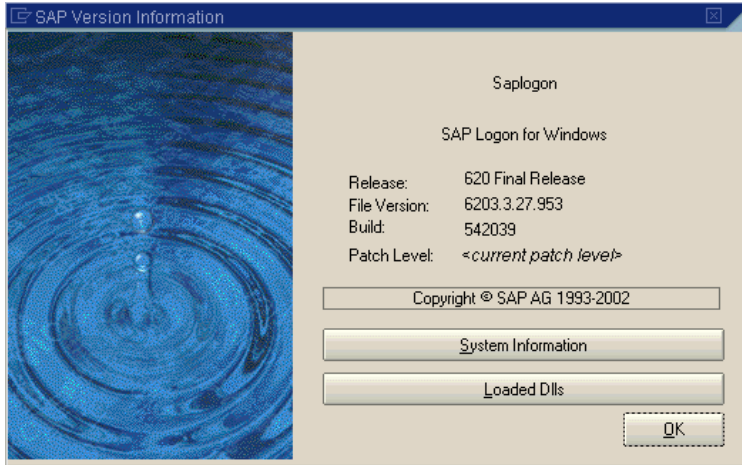 SAP Version Information
Saplogon
SAP Logon for Windows
Release: 620 Final Release
File Version: 6203.3.27.953
Build: 542039
Patch Level: <current patch level>
Copyright © SAP AG 1993-2002
System Information
Loaded Dlls
OK